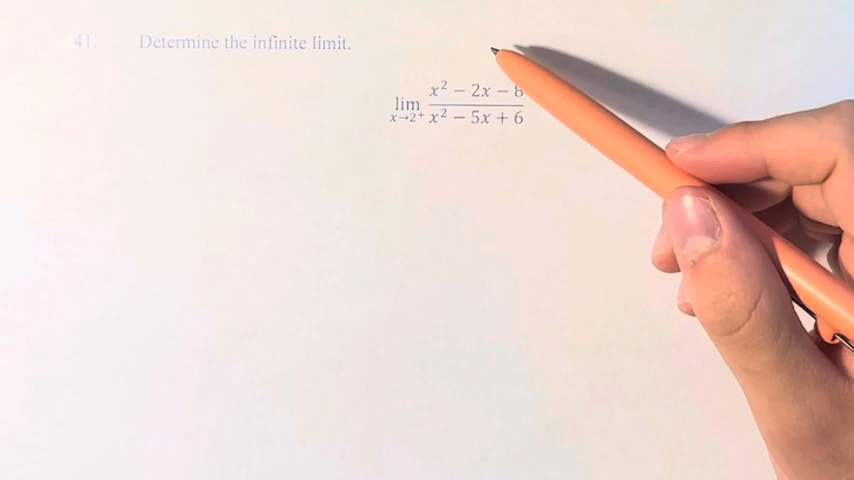 41. Determine the infinite limit.
lim x→2⁺ (x² − 2x − 8)/(x² − 5x + 6)